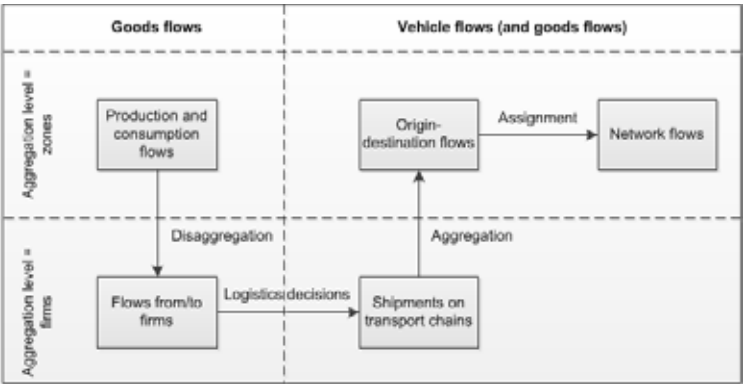 Goods flows
Vehicle flows (and goods flows)
Aggregation level =
zones
Production and
consumption
flows
Origin-
destination flows
Assignment
Network flows
Disaggregation
Aggregation
Aggregation level =
firms
Flows from/to
firms
Logistics decisions
Shipments on
transport chains